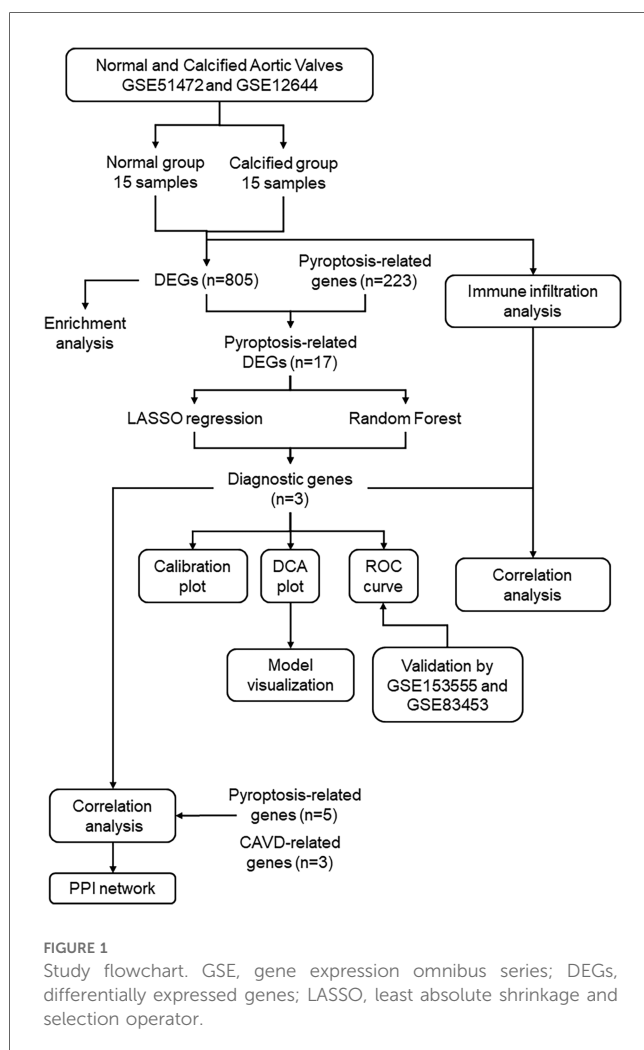 Normal and Calcified Aortic Valves
GSE51472 and GSE12644
Normal group
15 samples
Calcified group
15 samples
DEGs (n=805)
Pyroptosis-related
genes (n=223)
Immune infiltration
analysis
Enrichment
analysis
Pyroptosis-related
DEGs (n=17)
LASSO regression
Random Forest
Diagnostic genes
(n=3)
Calibration
plot
DCA
plot
ROC
curve
Correlation
analysis
Model
visualization
Validation by
GSE153555 and
GSE83453
Correlation
analysis
Pyroptosis-related
genes (n=5)
CAVD-related
genes (n=3)
PPI network
FIGURE 1
Study flowchart. GSE, gene expression omnibus series; DEGs,
differentially expressed genes; LASSO, least absolute shrinkage and
selection operator.